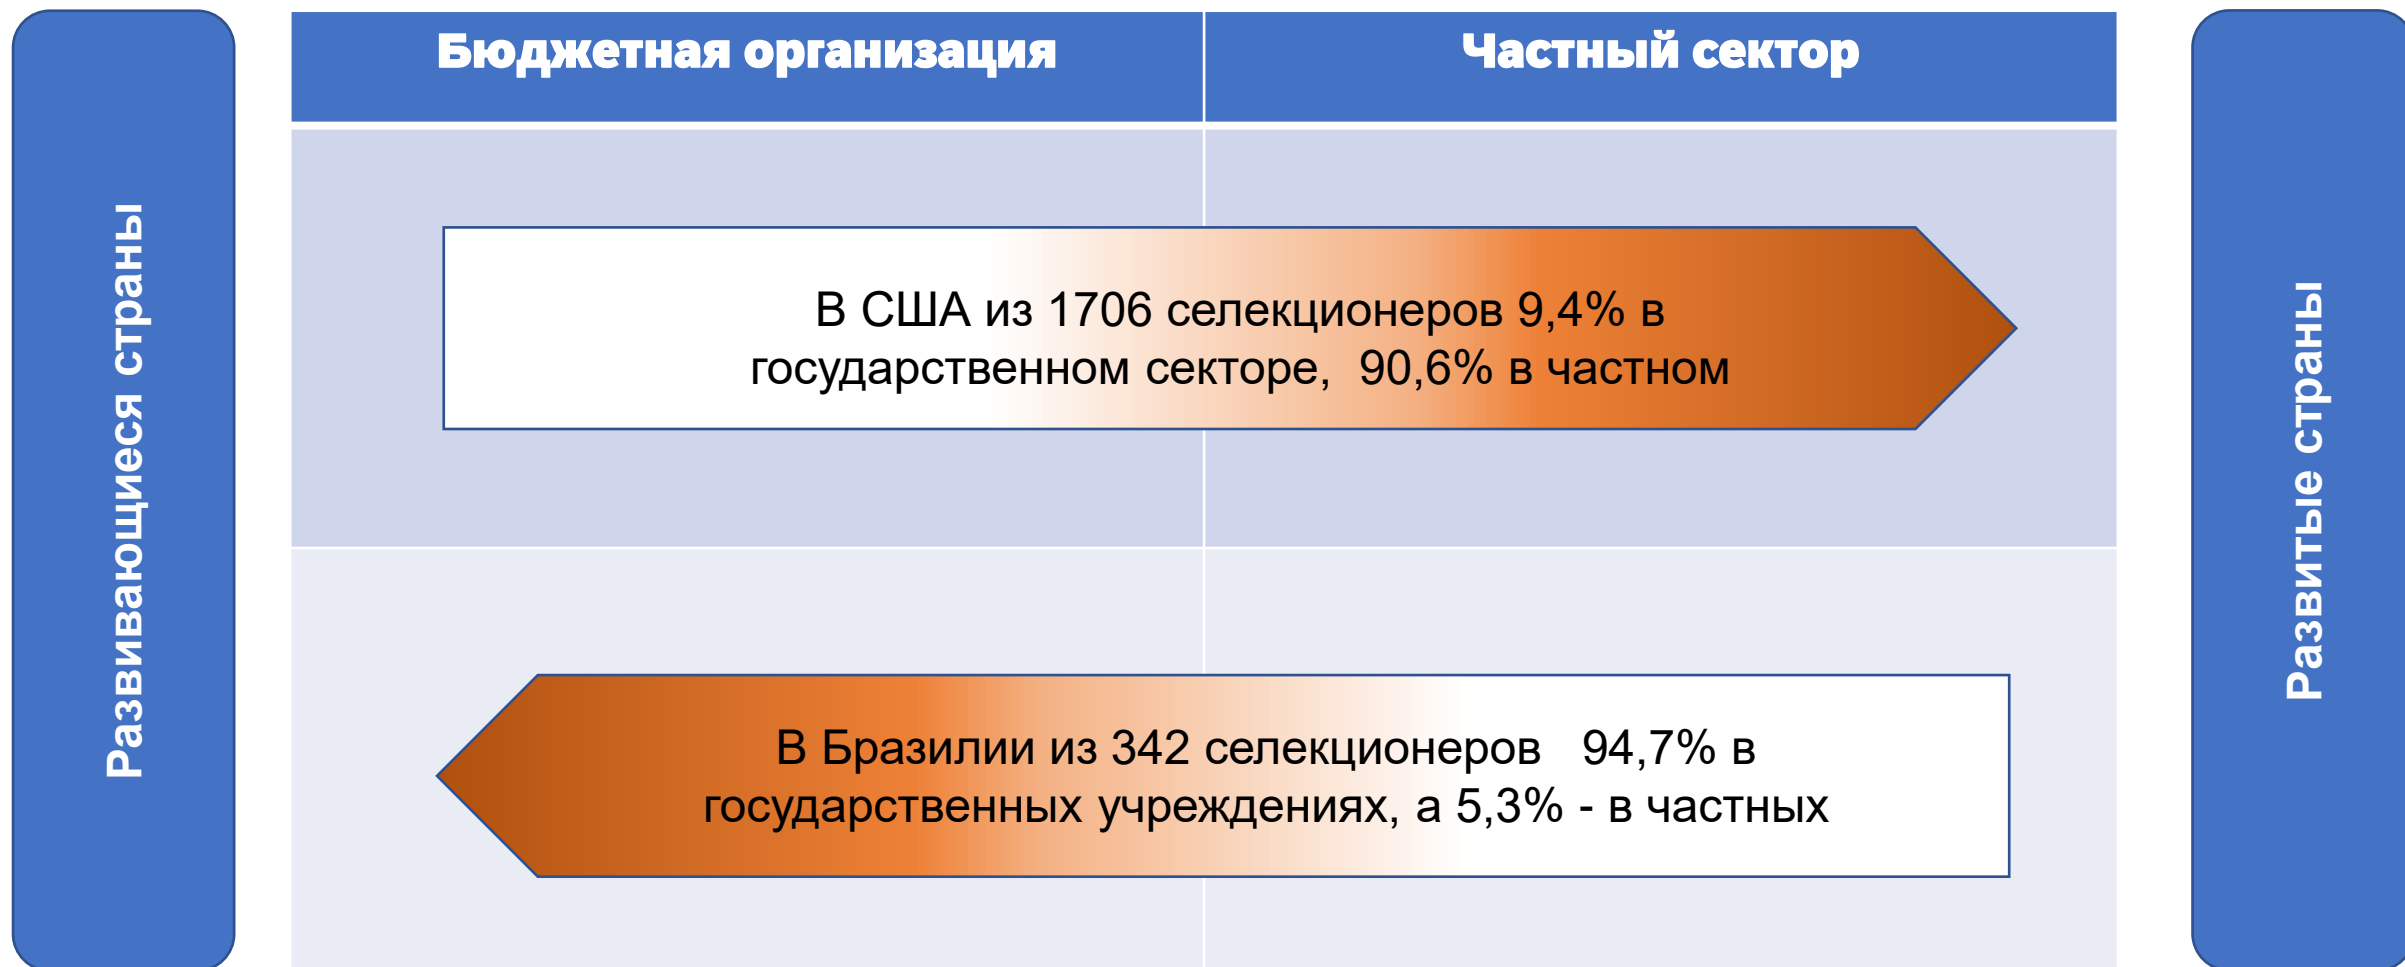 Развивающиеся страны
Бюджетная организация
Частный сектор
В США из 1706 селекционеров 9,4% в
государственном секторе, 90,6% в частном
В Бразилии из 342 селекционеров 94,7% в
государственных учреждениях, а 5,3% - в частных
Развитые страны